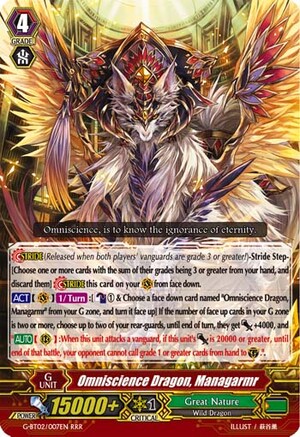 4
GRADE
Omniscience, is to know the ignorance of eternity.
STRIDE (Released when both players' vanguards are grade 3 or greater!)-Stride Step-
[Choose one or more cards with the sum of their grades being 3 or greater from your hand, and
discard them] STRIDE this card on your from face down.
ACT 1/Turn :① & Choose a face down card named "Omniscience Dragon,
Managarmr" from your G zone, and turn it face up] If the number of face up cards in your G zone
is two or more, choose up to two of your rear-guards, until end of turn, they get +4000, and
AUTO :When this unit attacks a vanguard, if this unit's is 20000 or greater, until
end of that battle, your opponent cannot call grade 1 or greater cards from hand to
G
UNIT
Omniscience Dragon, Managarmr
POWER
15000+
1
CRITICAL
Great Nature
Wild Dragon
G-BT02/007EN RRR
ILLUST / 萩谷薫